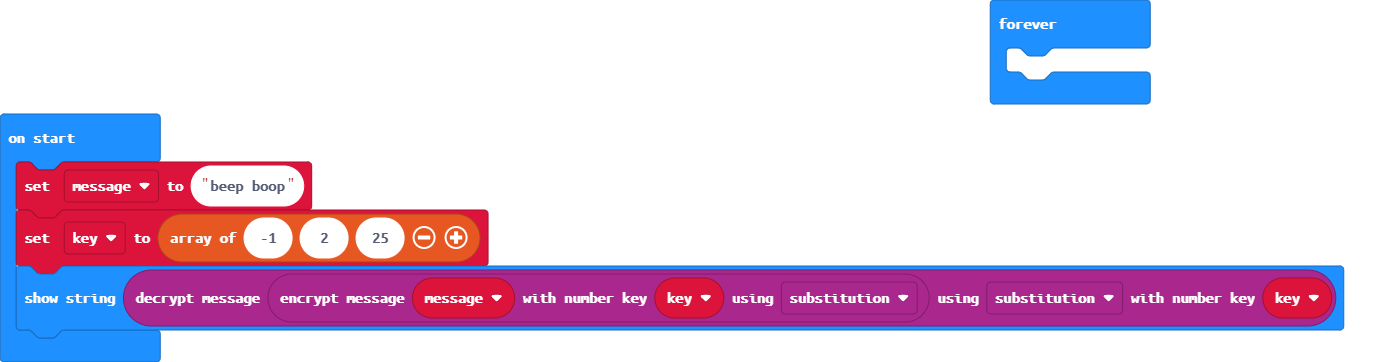 forever
on start
set message to "beep boop"
set key to array of -1 2 25
show string decrypt message encrypt message message with number key key using substitution using substitution with number key key